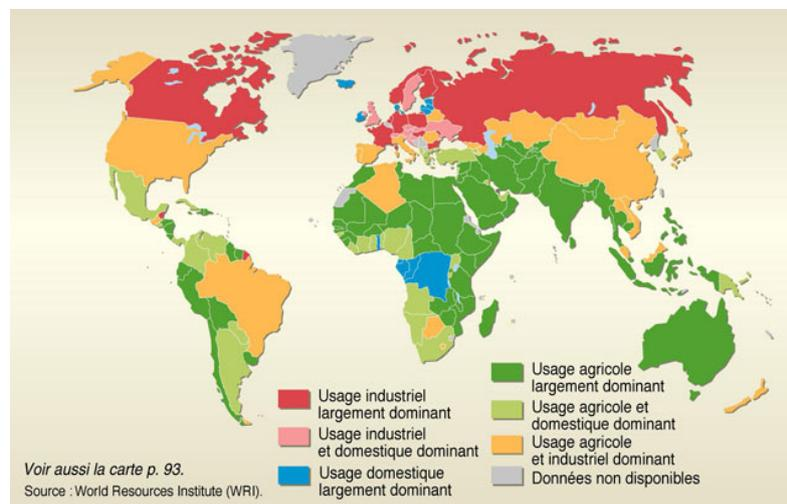 Usage industriel
largement dominant
Usage industriel
et domestique dominant
Usage domestique
largement dominant
Usage agricole
largement dominant
Usage agricole et
domestique dominant
Usage agricole
et industriel dominant
Données non disponibles
Voir aussi la carte p. 93.
Source : World Resources Institute (WRI).